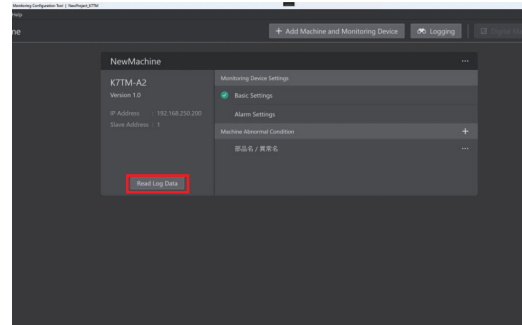 Monitoring Configuration Tool | NewProject_K7TM
Help
ne
+ Add Machine and Monitoring Device
Logging
NewMachine
...
K7TM-A2
Version 1.0
IP Address : 192.168.250.200
Slave Address : 1
Read Log Data
Monitoring Device Settings
Basic Settings
Alarm Settings
Machine Abnormal Condition
+
部品名 / 異常名
...